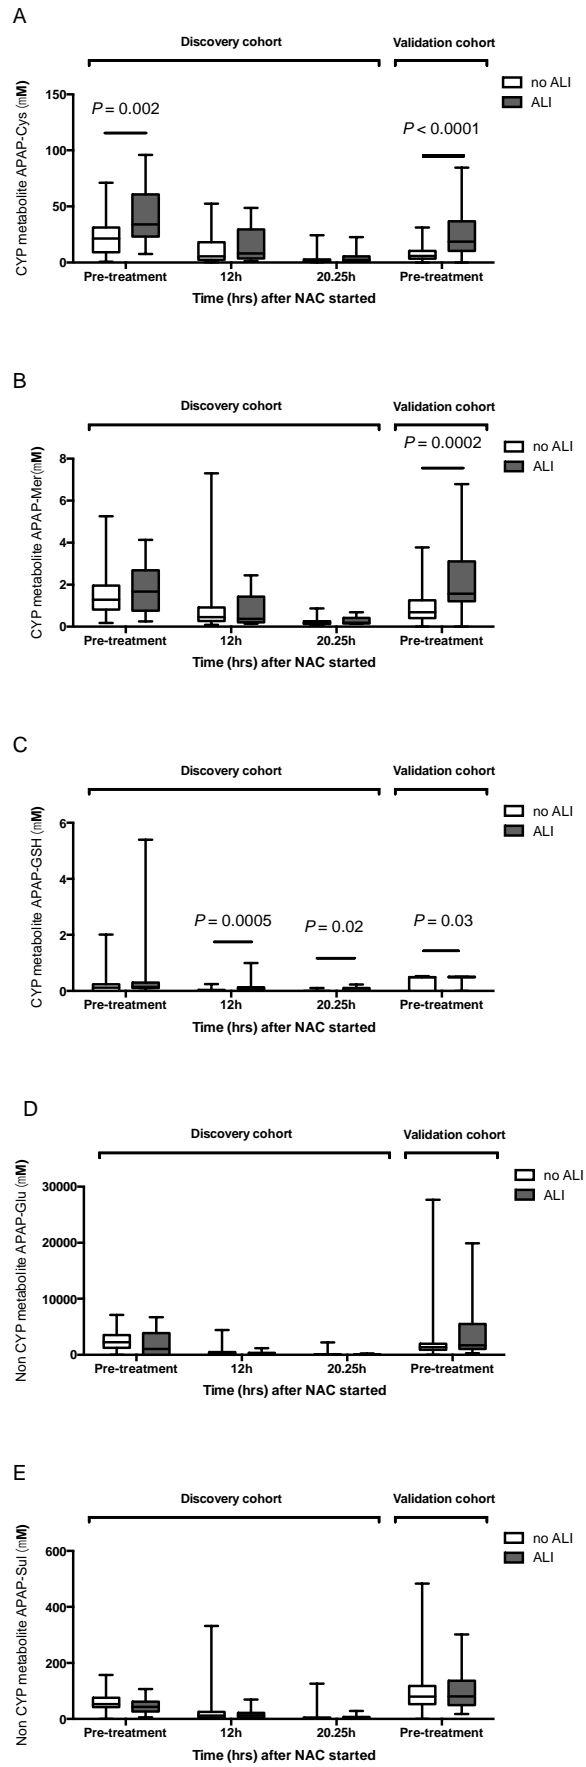 A
Discovery cohort Validation cohort
no ALI
ALI
CYP metabolite APAP-Cys (mM)
150
100
50
0
P = 0.002
P < 0.0001
Pre-treatment 12h 20.25h Pre-treatment
Time (hrs) after NAC started
B
Discovery cohort Validation cohort
no ALI
ALI
CYP metabolite APAP-Mer(mM)
8
6
4
2
0
P = 0.0002
Pre-treatment 12h 20.25h Pre-treatment
Time (hrs) after NAC started
C
Discovery cohort Validation cohort
no ALI
ALI
CYP metabolite APAP-GSH (mM)
6
4
2
0
P = 0.0005
P = 0.02
P = 0.03
Pre-treatment 12h 20.25h Pre-treatment
Time (hrs) after NAC started
D
Discovery cohort Validation cohort
no ALI
ALI
Non CYP metabolite APAP-Glu (mM)
30000
20000
10000
0
Pre-treatment 12h 20.25h Pre-treatment
Time (hrs) after NAC started
E
Discovery cohort Validation cohort
no ALI
ALI
Non CYP metabolite APAP-Sul (mM)
600
400
200
0
Pre-treatment 12h 20.25h Pre-treatment
Time (hrs) after NAC started